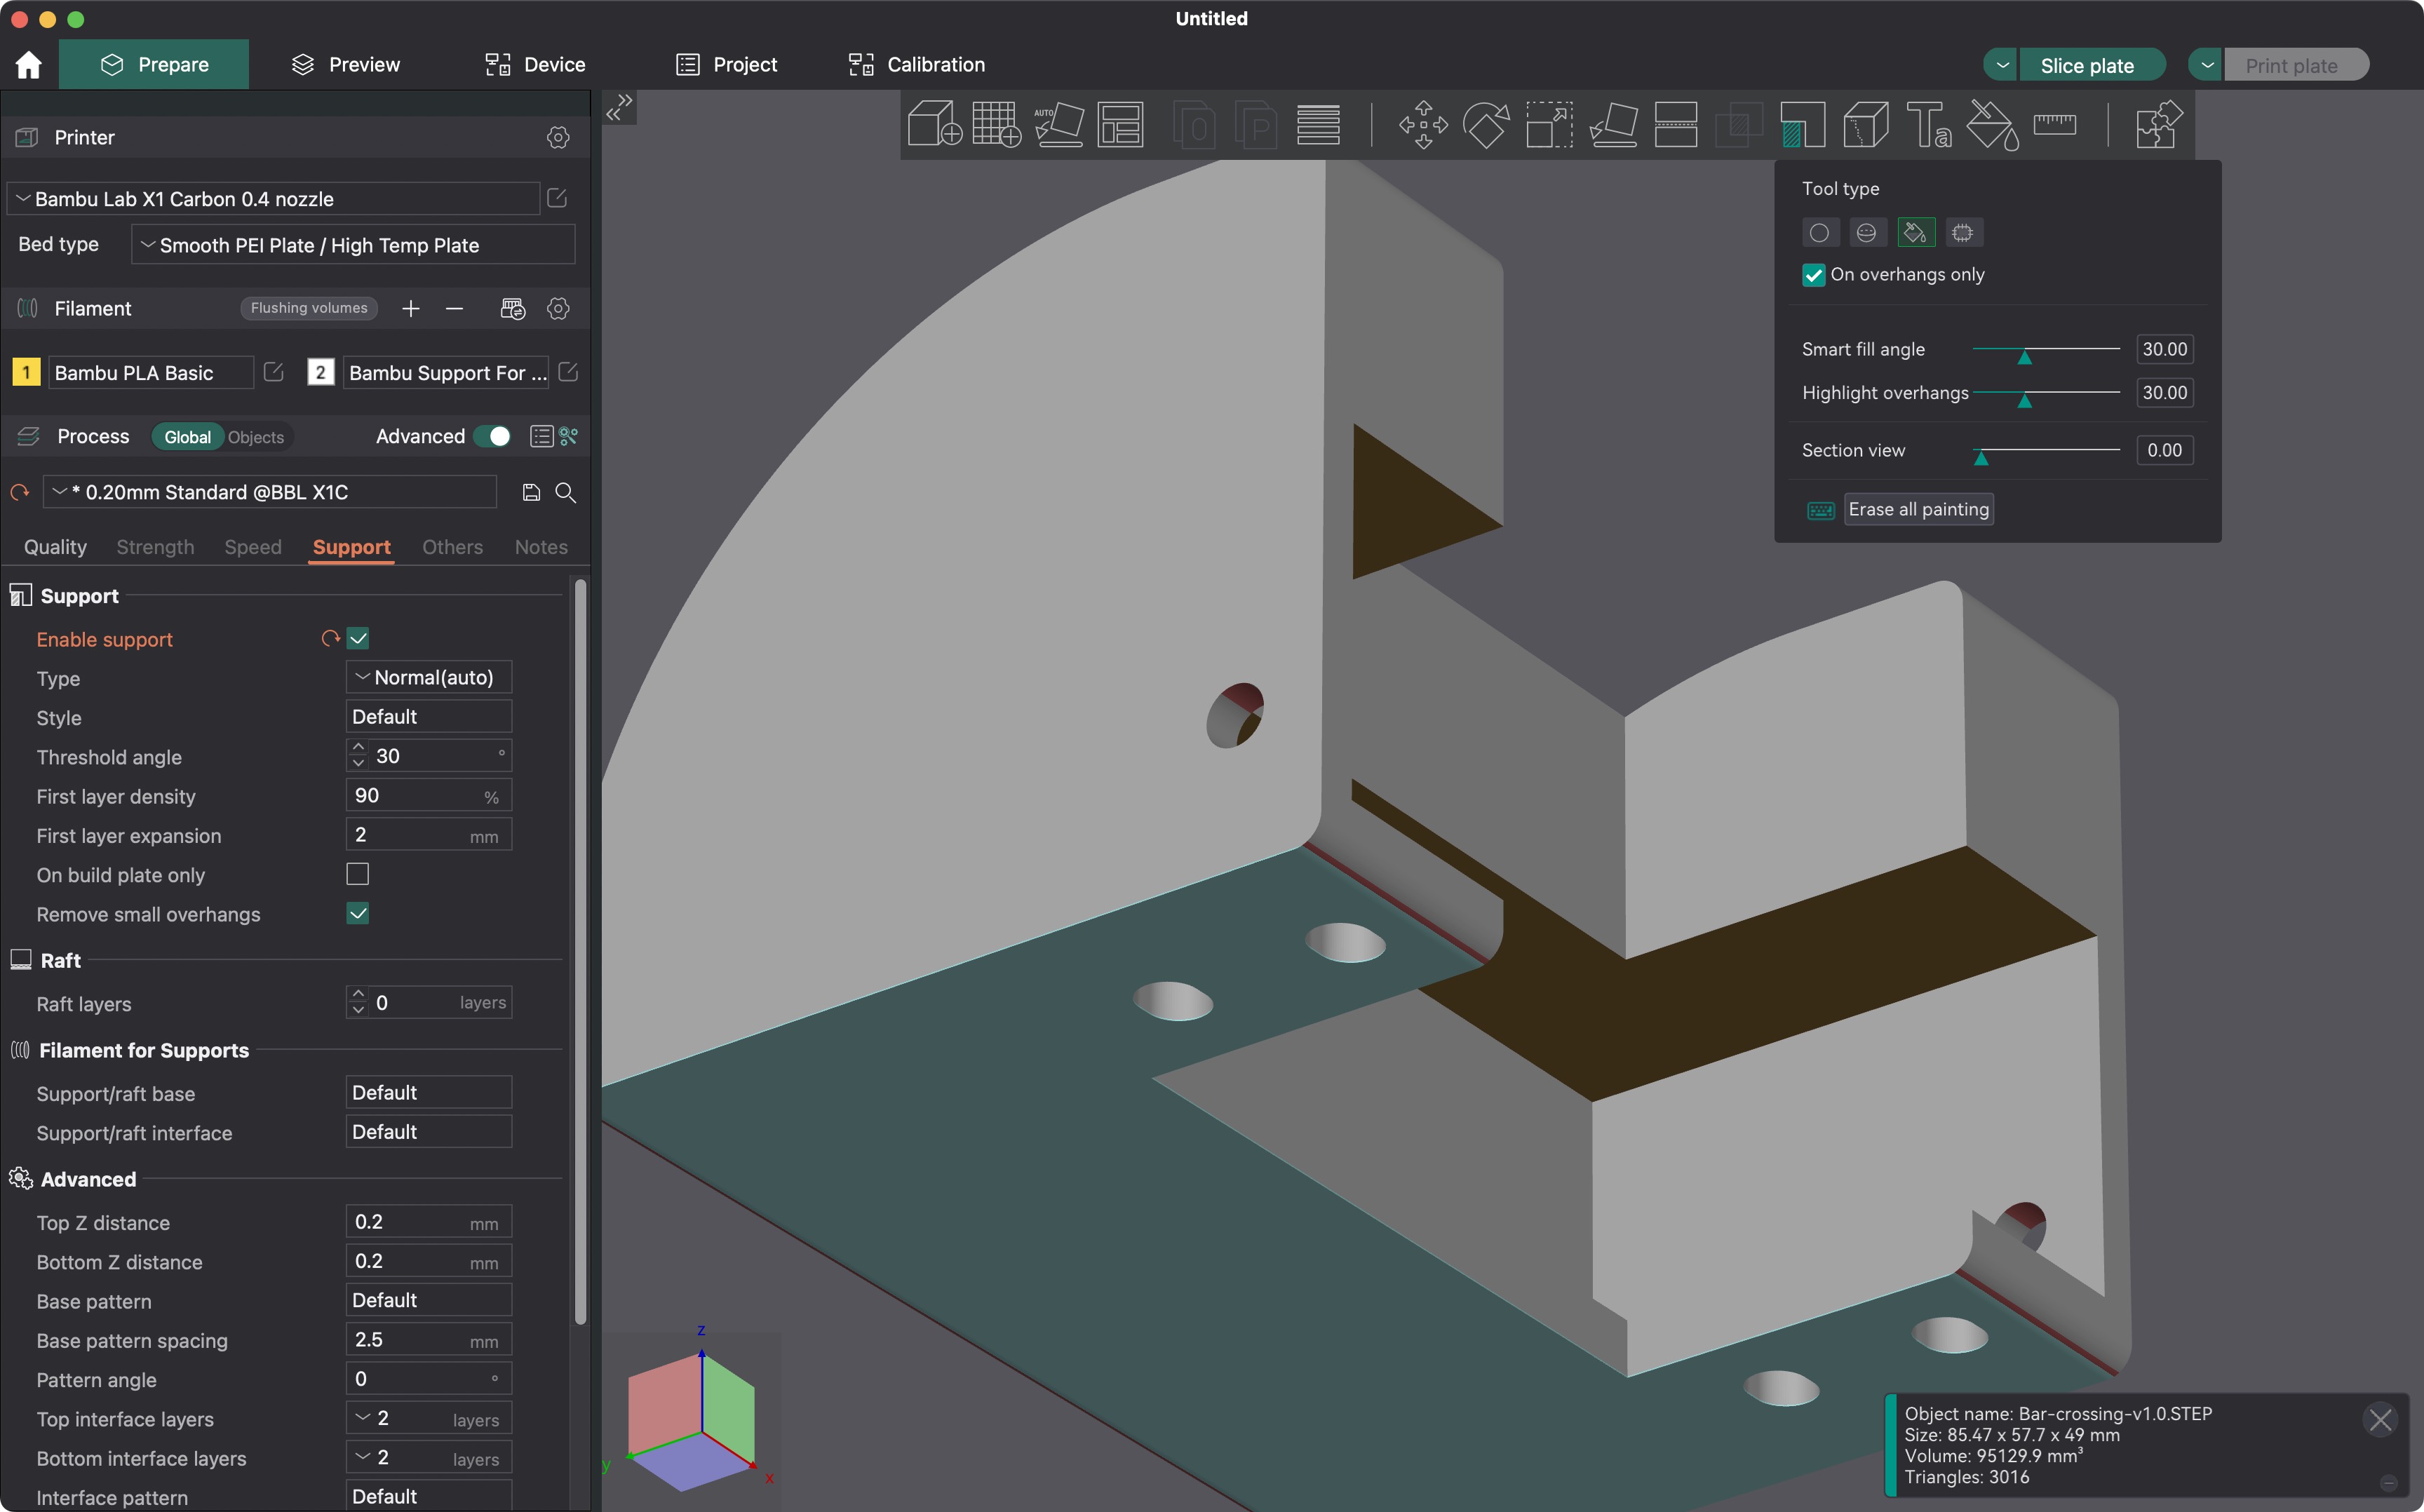 Untitled
Prepare
Preview
Device
Project
Calibration
Slice plate
Print plate
Printer
Bambu Lab X1 Carbon 0.4 nozzle
Bed type
Smooth PEI Plate / High Temp Plate
Filament
Flushing volumes
1
Bambu PLA Basic
2
Bambu Support For ...
Process
Global
Objects
Advanced
* 0.20mm Standard @BBL X1C
Quality
Strength
Speed
Support
Others
Notes
Support
Enable support
Type
Normal(auto)
Style
Default
Threshold angle
30 °
First layer density
90 %
First layer expansion
2 mm
On build plate only
Remove small overhangs
Raft
Raft layers
0 layers
Filament for Supports
Support/raft base
Default
Support/raft interface
Default
Advanced
Top Z distance
0.2 mm
Bottom Z distance
0.2 mm
Base pattern
Default
Base pattern spacing
2.5 mm
Pattern angle
0 °
Top interface layers
2 layers
Bottom interface layers
2 layers
Interface pattern
Default
AUTO
O
P
Ta
Tool type
On overhangs only
Smart fill angle
30.00
Highlight overhangs
30.00
Section view
0.00
Erase all painting
z
y
x
Object name: Bar-crossing-v1.0.STEP
Size: 85.47 x 57.7 x 49 mm
Volume: 95129.9 mm³
Triangles: 3016